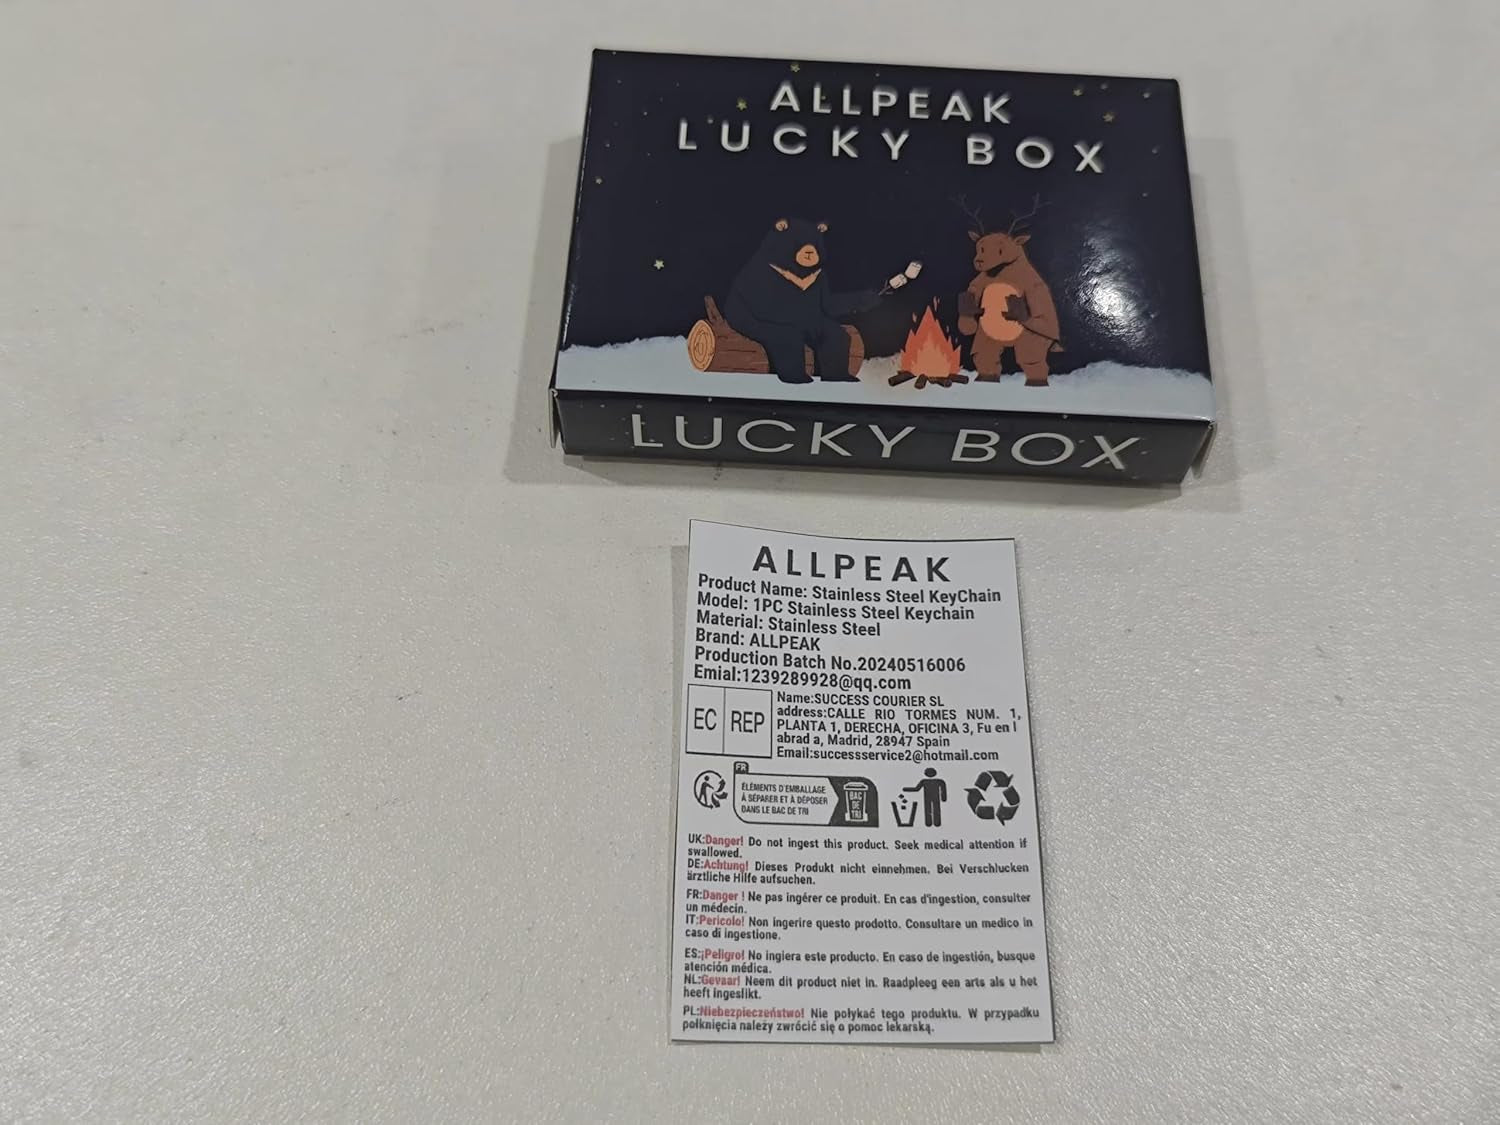 ALLPEAK
LUCKY BOX
LUCKY BOX
ALLPEAK
Product Name: Stainless Steel KeyChain
Model: 1PC Stainless Steel Keychain
Material: Stainless Steel
Brand: ALLPEAK
Production Batch No.20240516006
Emial:1239289928@qq.com
EC REP
Name:SUCCESS COURIER SL
address:CALLE RIO TORMES NUM. 1,
PLANTA 1, DERECHA, OFICINA 3, Fu en l
abrad a, Madrid, 28947 Spain
Email:successservice2@hotmail.com
FR
ÉLÉMENTS D'EMBALLAGE
À SÉPARER ET À DÉPOSER
DANS LE BAC DE TRI
BAC
DE
TRI
UK:Danger! Do not ingest this product. Seek medical attention if
swallowed.
DE:Achtung! Dieses Produkt nicht einnehmen. Bei Verschlucken
ärztliche Hilfe aufsuchen.
FR:Danger ! Ne pas ingérer ce produit. En cas d'ingestion, consulter
un médecin.
IT:Pericolo! Non ingerire questo prodotto. Consultare un medico in
caso di ingestione.
ES:¡Peligro! No ingiera este producto. En caso de ingestión, busque
atención médica.
NL:Gevaar! Neem dit product niet in. Raadpleeg een arts als u het
heeft ingeslikt.
PL:Niebezpieczeństwo! Nie połykać tego produktu. W przypadku
połknięcia należy zwrócić się o pomoc lekarską.